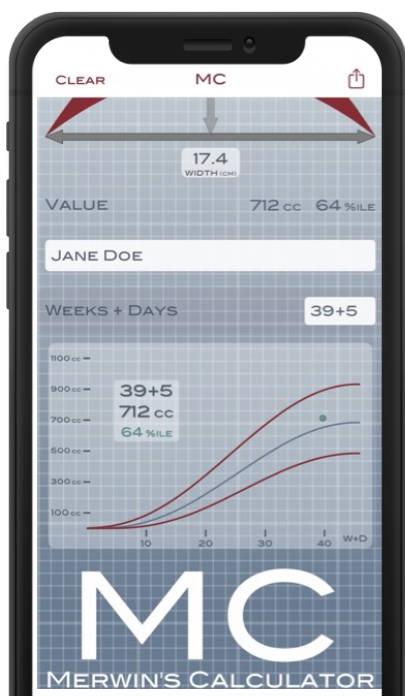 CLEAR MC
17.4
WIDTH (CM)
VALUE 712 CC 64 %ILE
JANE DOE
WEEKS + DAYS 39+5
1100 CC
900 CC
700 CC
500 CC
300 CC
100 CC
39+5
712 CC
64 %ILE
10 20 30 40 W+D
MC
MERWIN'S CALCULATOR